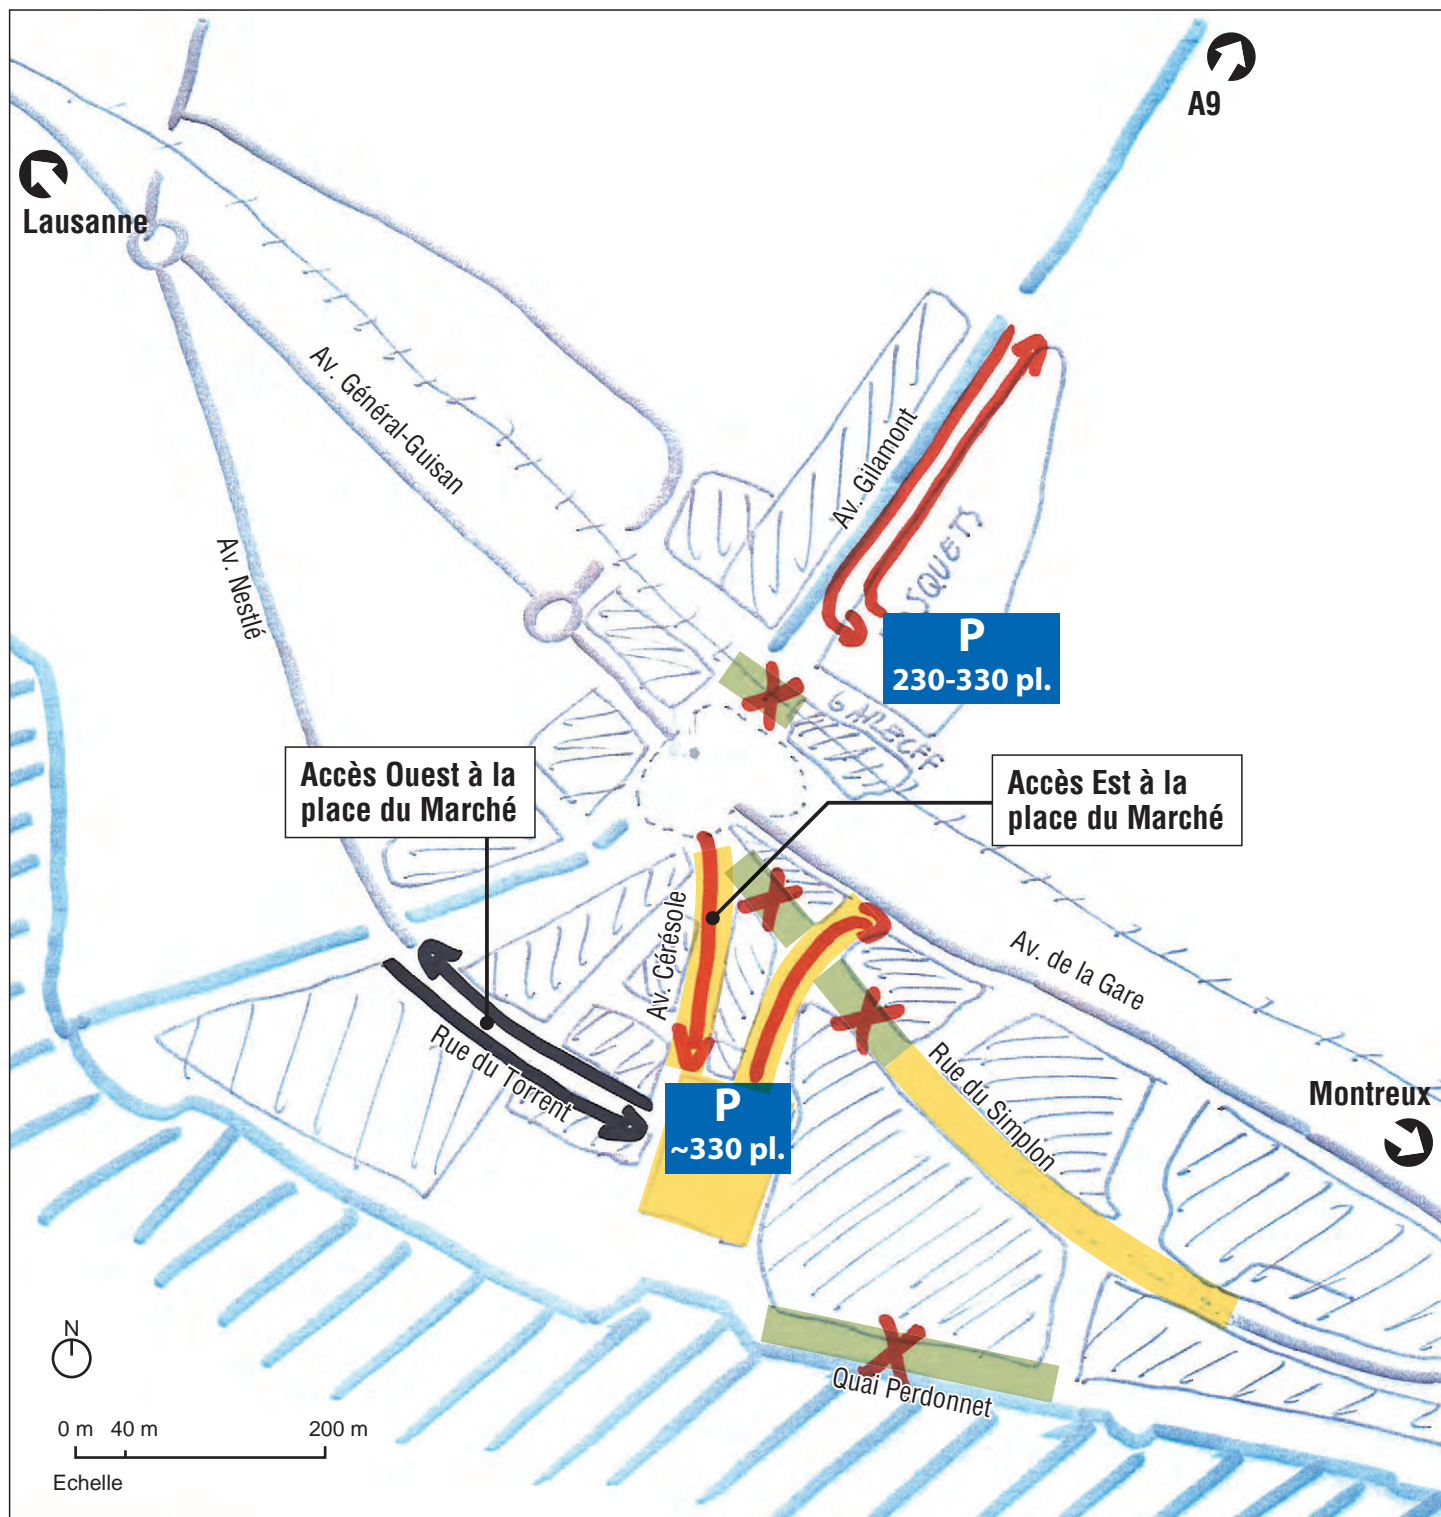 A9
Lausanne
Av. Général-Guisan
Av. Gilamont
Av. Nestlé
P
230-330 pl.
Accès Ouest à la
place du Marché
Accès Est à la
place du Marché
Av. Cérésole
Av. de la Gare
Rue du Torrent
Rue du Simplon
Montreux
P
~330 pl.
Quai Perdonnet
N
0 m 40 m 200 m
Echelle